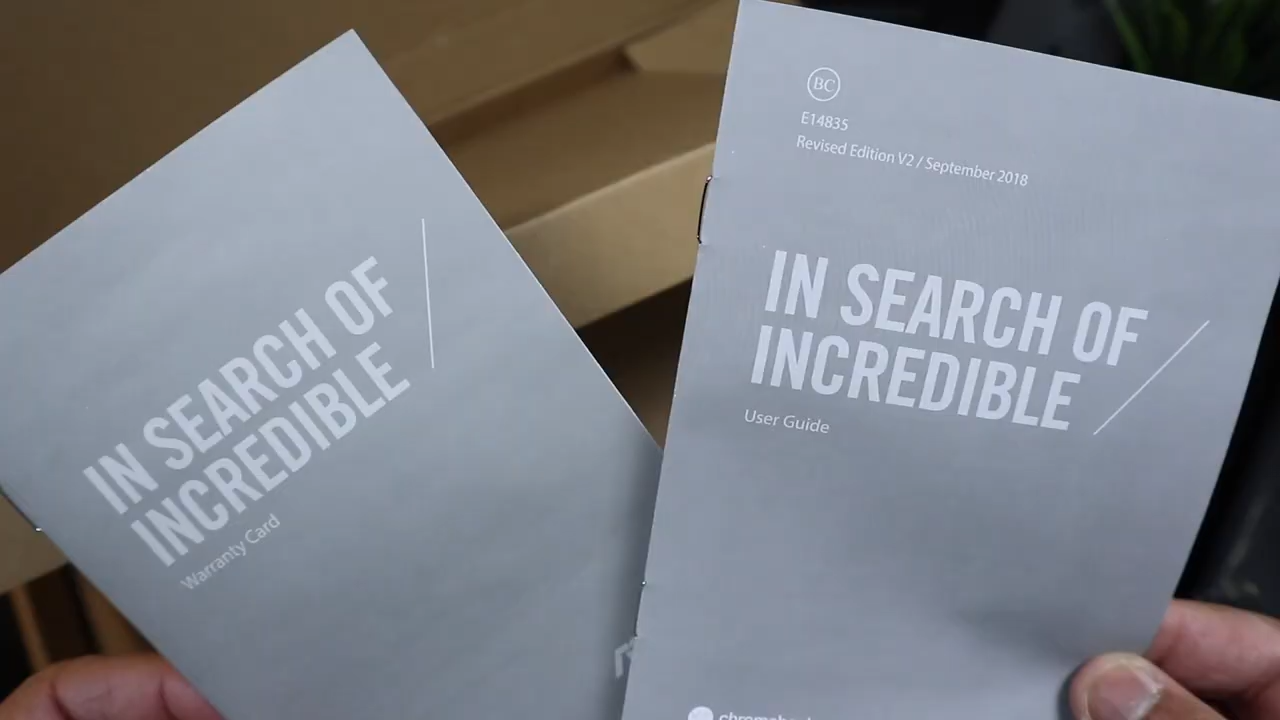 IN SEARCH OF
INCREDIBLE
Warranty Card
BC
E14835
Revised Edition V2 / September 2018
IN SEARCH OF
INCREDIBLE
User Guide